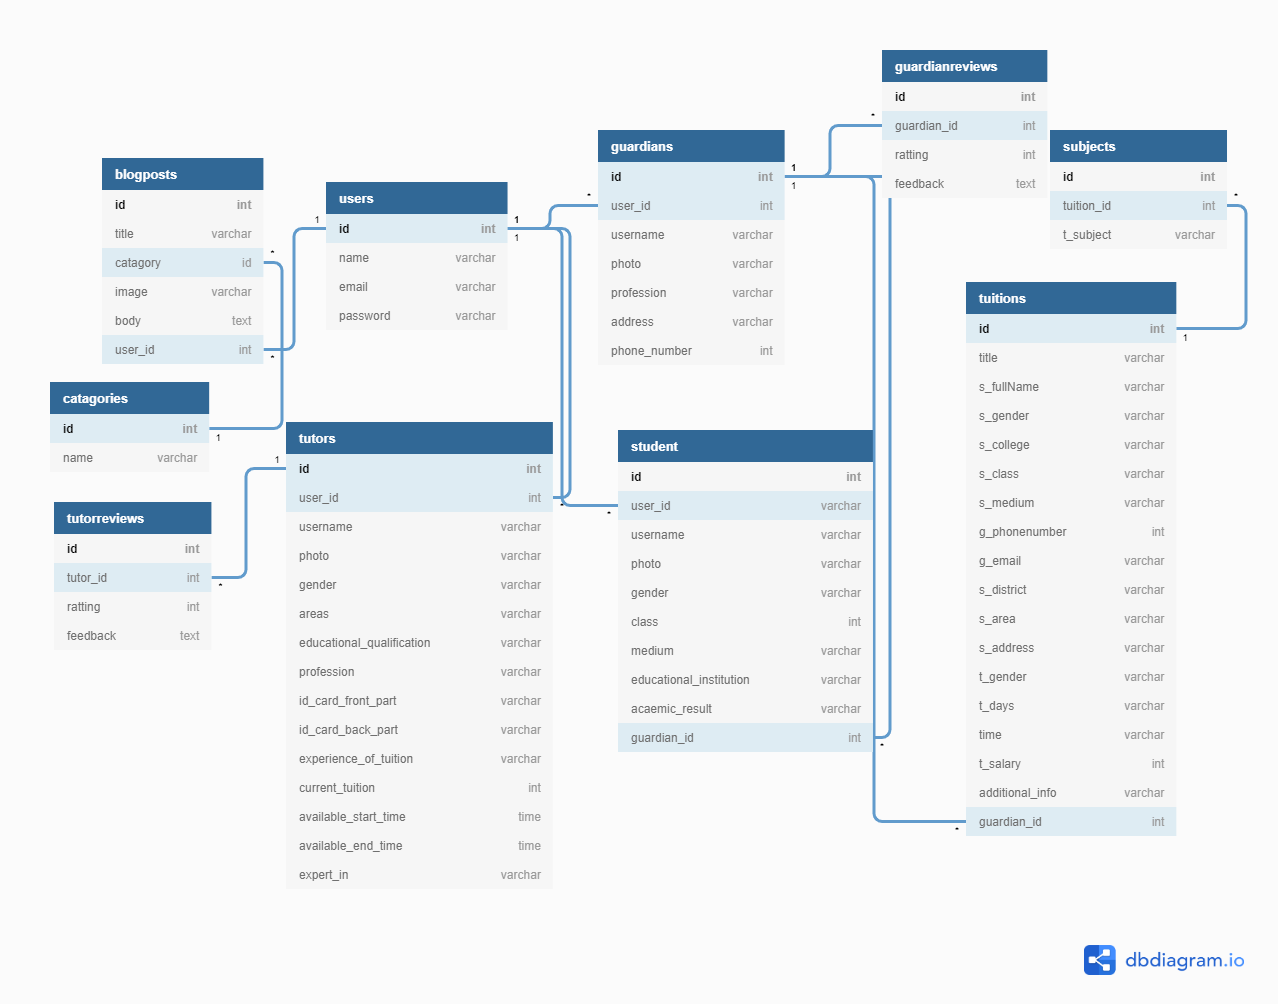 guardianreviews
id int
guardian_id int
ratting int
feedback text
*
subjects
id int
tuition_id int
t_subject varchar
*
guardians
id int
user_id int
username varchar
photo varchar
profession varchar
address varchar
phone_number int
1
1
*
blogposts
id int
title varchar
catagory id
image varchar
body text
user_id int
*
*
users
id int
name varchar
email varchar
password varchar
1
1
1
tuitions
id int
title varchar
s_fullName varchar
s_gender varchar
s_college varchar
s_class varchar
s_medium varchar
g_phonenumber int
g_email varchar
s_district varchar
s_area varchar
s_address varchar
t_gender varchar
t_days varchar
time varchar
t_salary int
additional_info varchar
guardian_id int
1
*
catagories
id int
name varchar
1
tutors
id int
user_id int
username varchar
photo varchar
gender varchar
areas varchar
educational_qualification varchar
profession varchar
id_card_front_part varchar
id_card_back_part varchar
experience_of_tuition varchar
current_tuition int
available_start_time time
available_end_time time
expert_in varchar
1
*
student
id int
user_id varchar
username varchar
photo varchar
gender varchar
class int
medium varchar
educational_institution varchar
acaemic_result varchar
guardian_id int
*
*
tutorreviews
id int
tutor_id int
ratting int
feedback text
*
dbdiagram.io